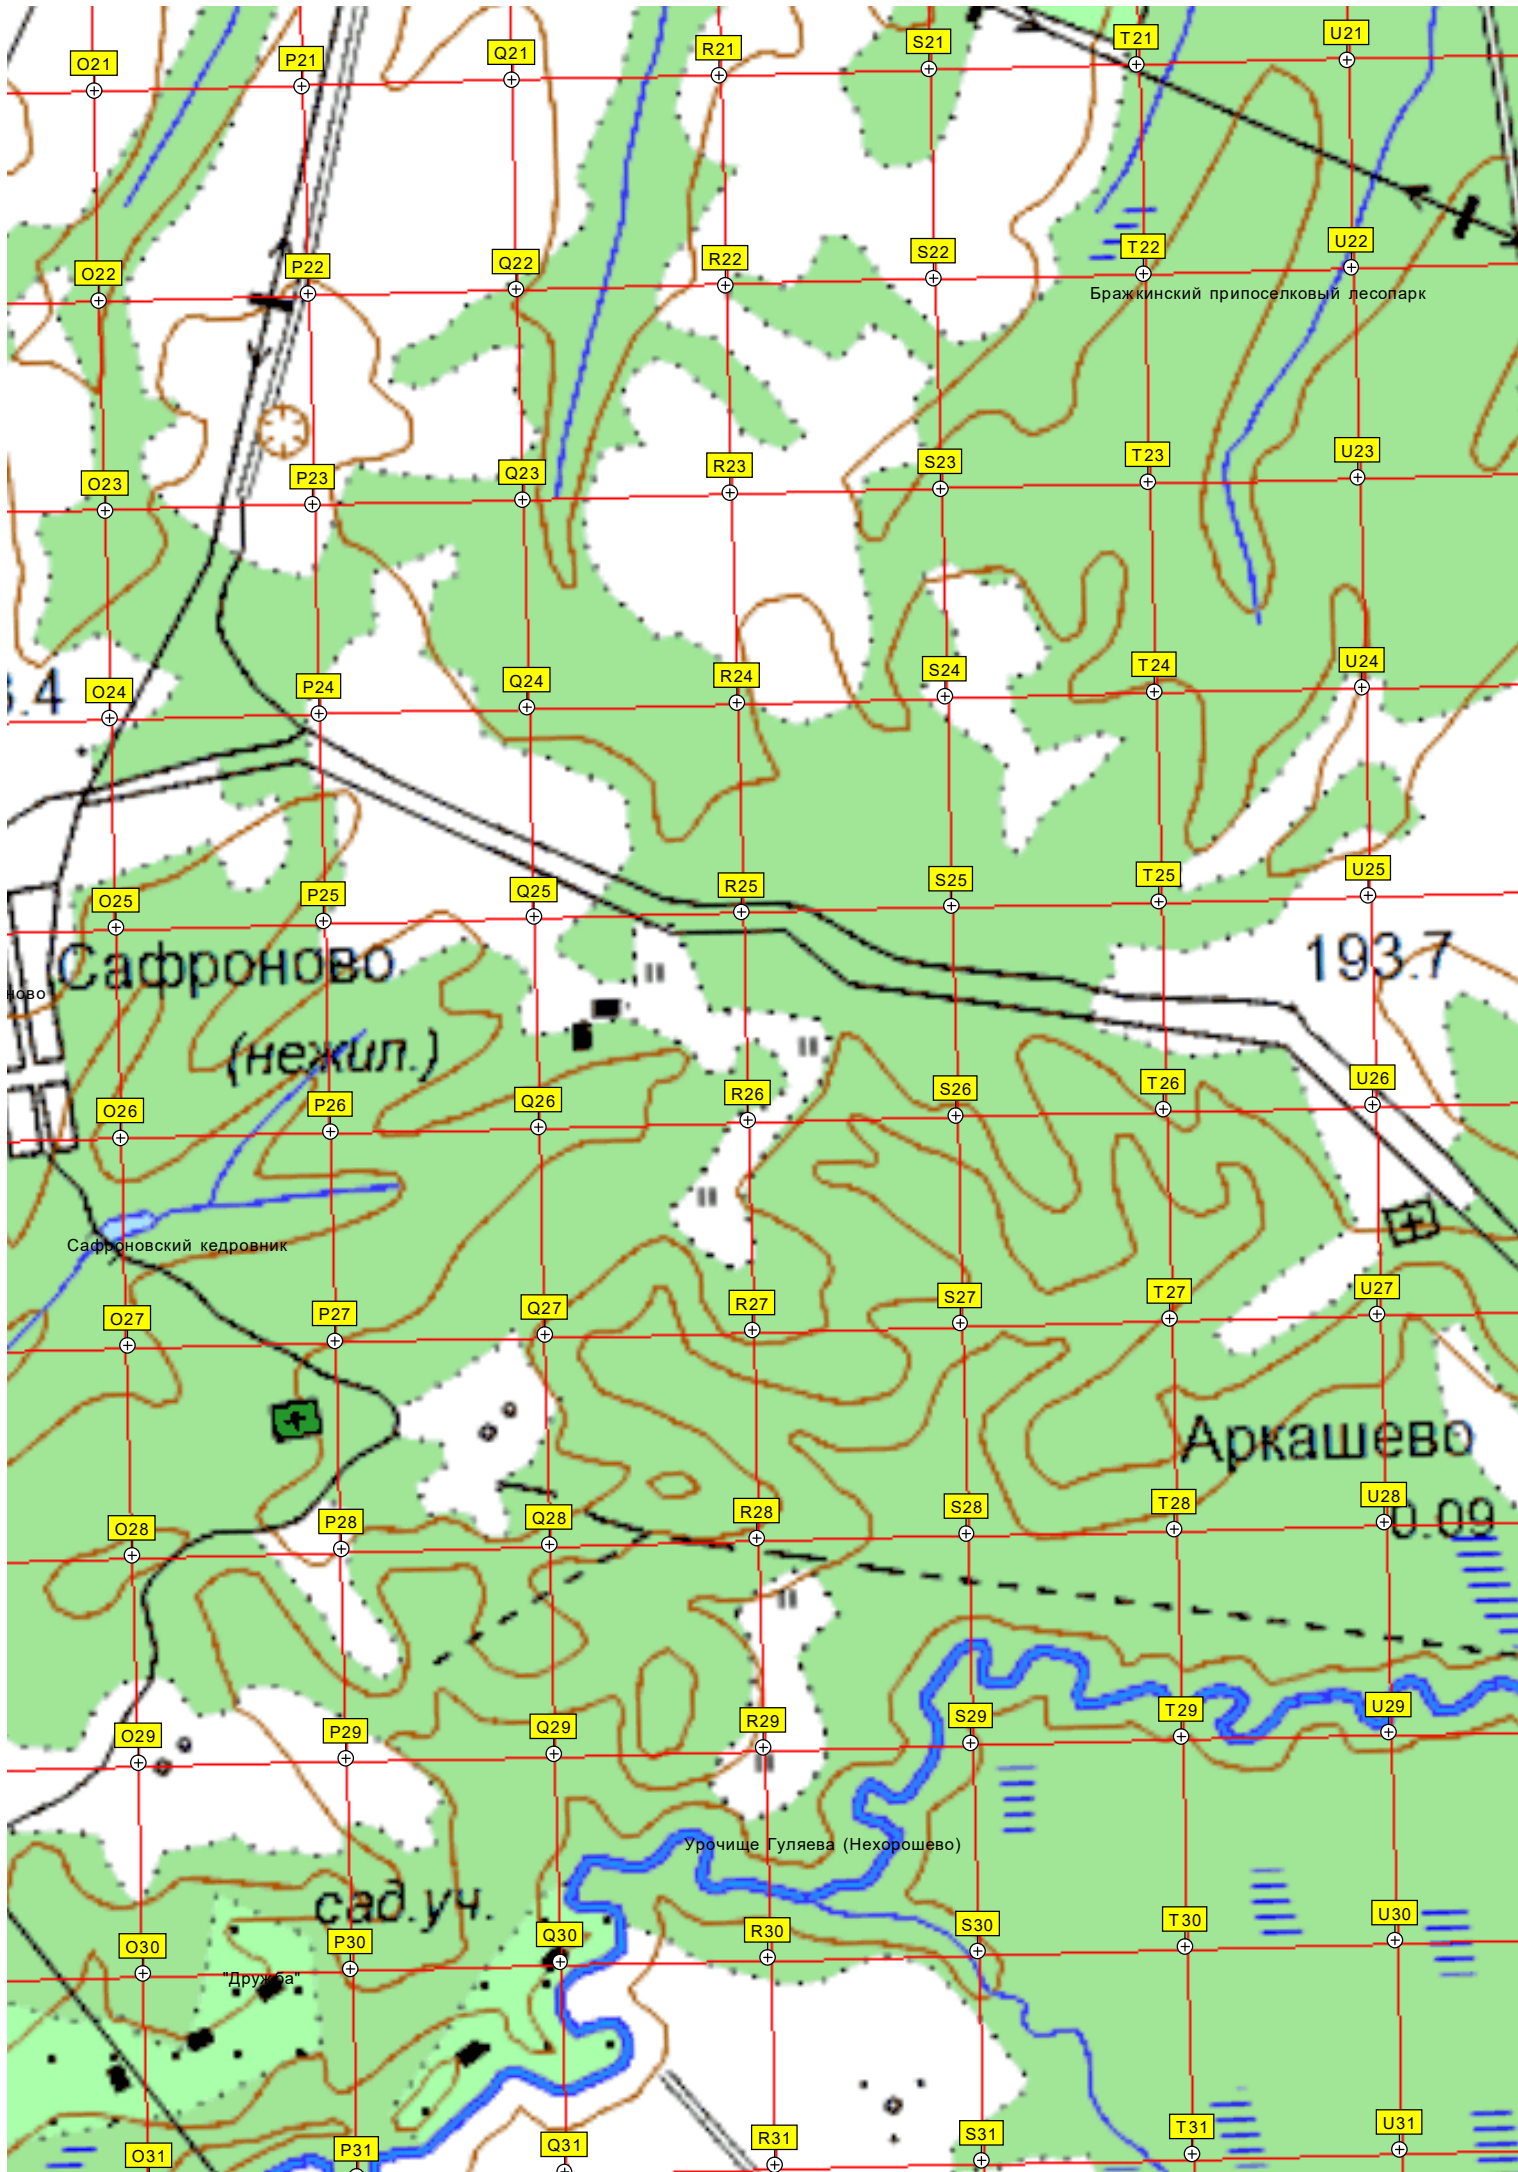 O21 P21 Q21 R21 S21 T21 U21
O22 P22 Q22 R22 S22 T22 U22
Бражкинский припоселковый лесопарк
O23 P23 Q23 R23 S23 T23 U23
O24 P24 Q24 R24 S24 T24 U24
O25 P25 Q25 R25 S25 T25 U25
Сафроново
193.7
(нежил.)
O26 P26 Q26 R26 S26 T26 U26
Сафроновский кедровник
O27 P27 Q27 R27 S27 T27 U27
Аркашево
O28 P28 Q28 R28 S28 T28 U28
0.09
O29 P29 Q29 R29 S29 T29 U29
Урочище Гуляева (Нехорошево)
сад.уч.
O30 P30 Q30 R30 S30 T30 U30
"Дружба"
O31 P31 Q31 R31 S31 T31 U31